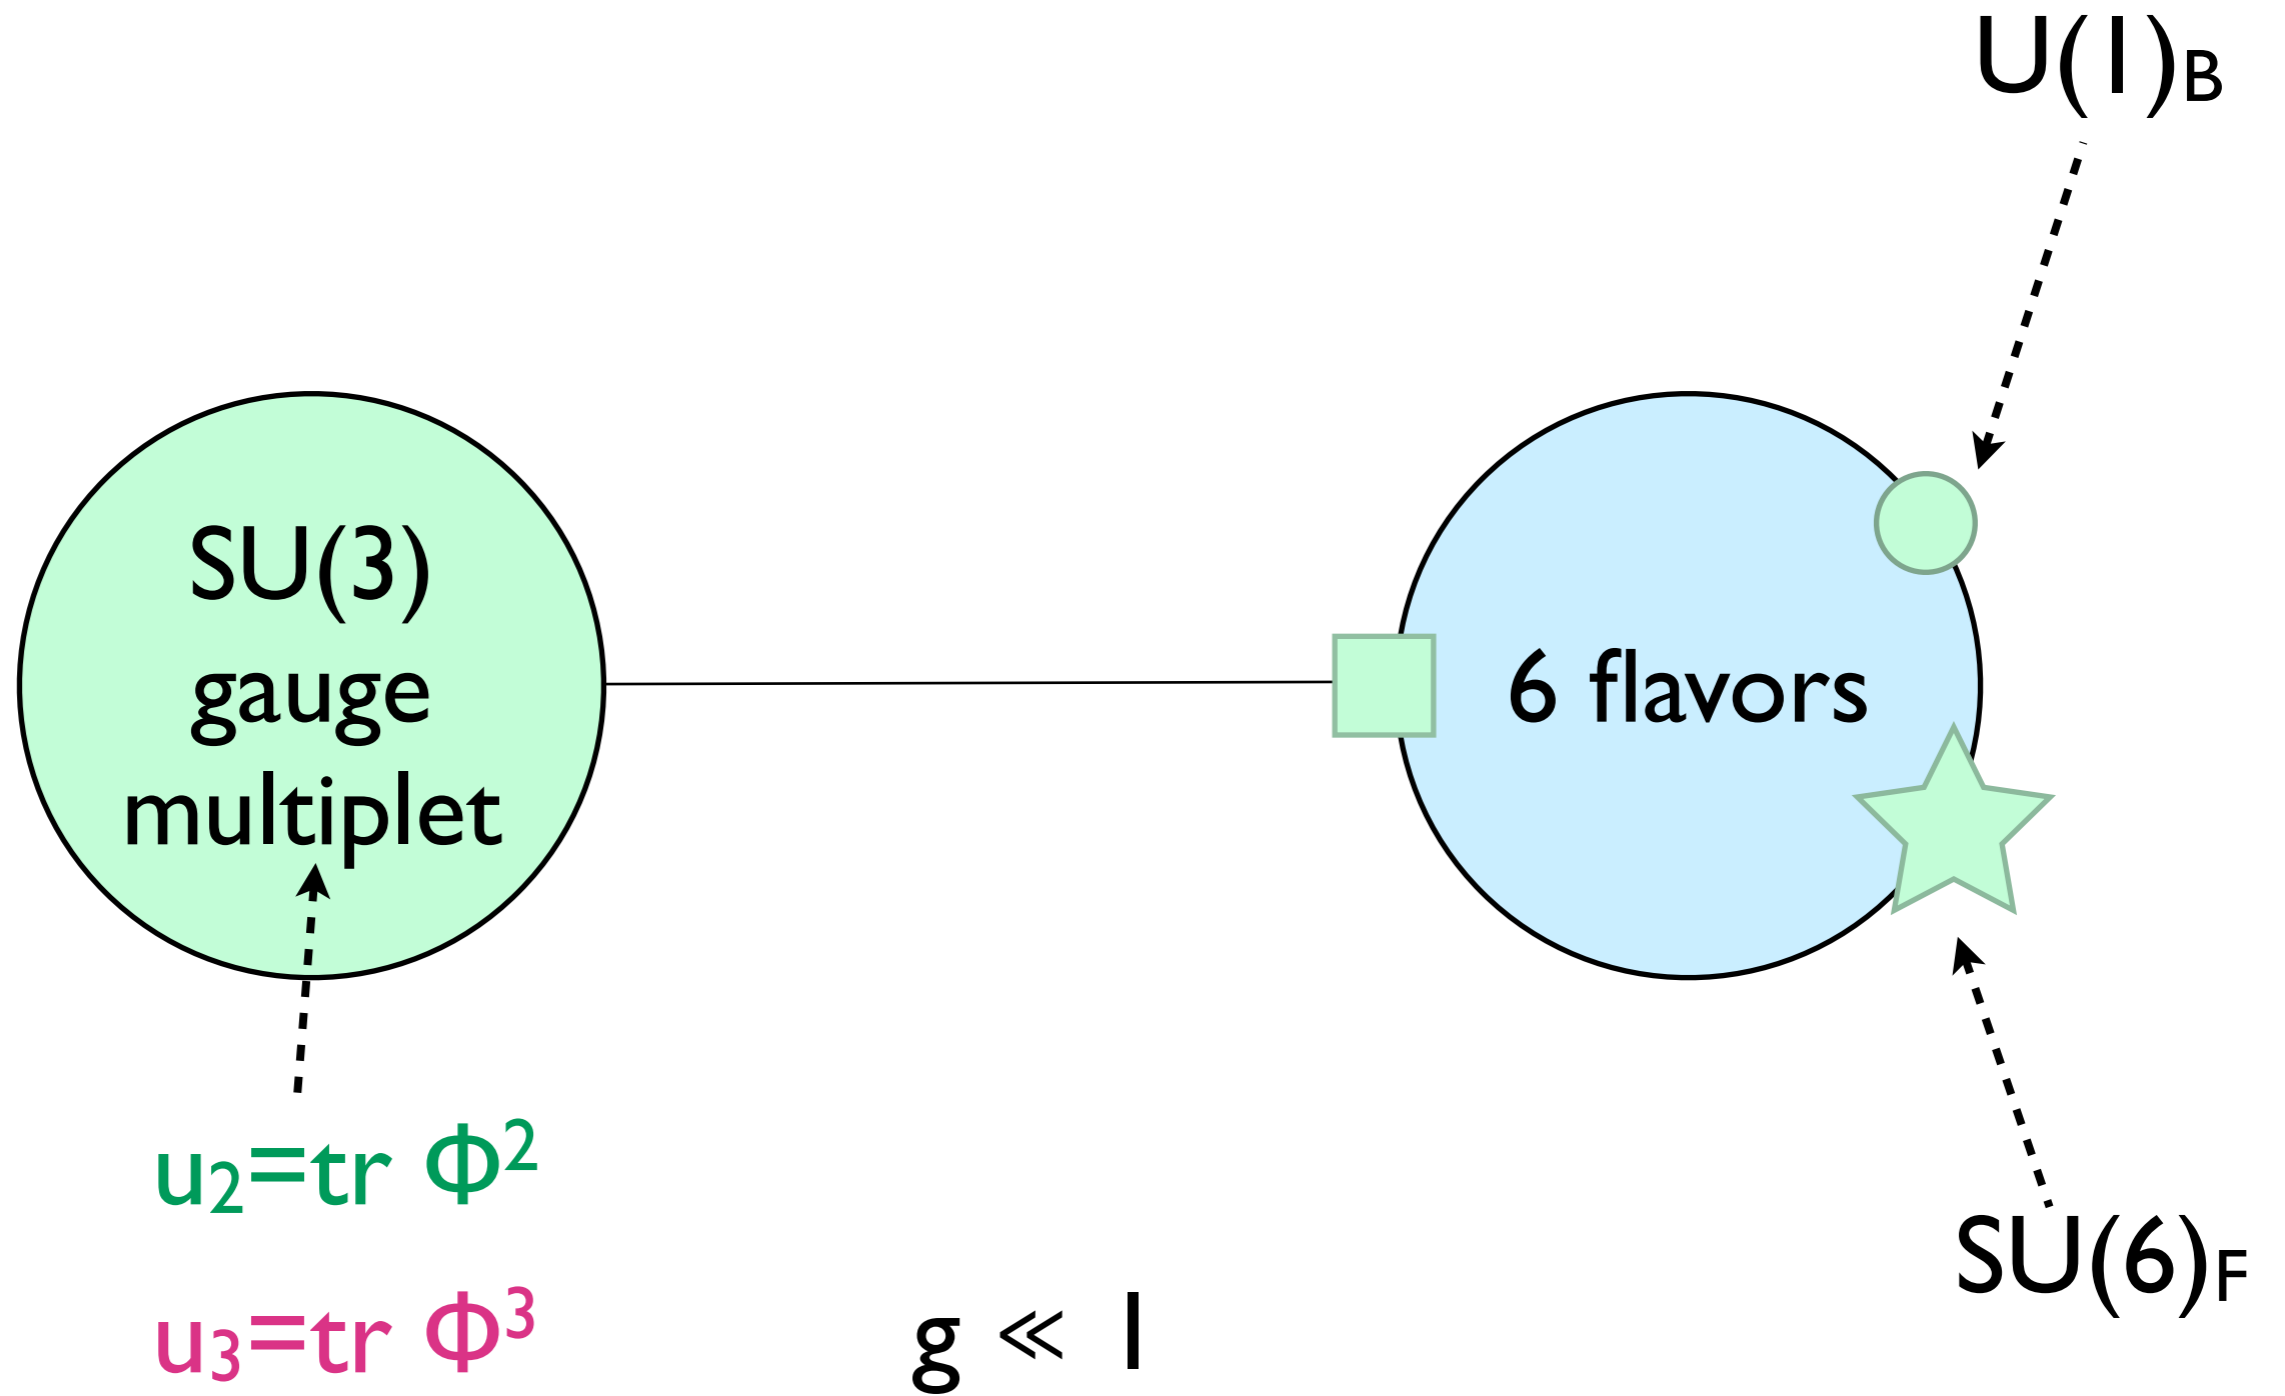 U(1)B
SU(3)
gauge
multiplet
6 flavors
u2=tr Φ²
u3=tr Φ³
g ≪ 1
SU(6)F